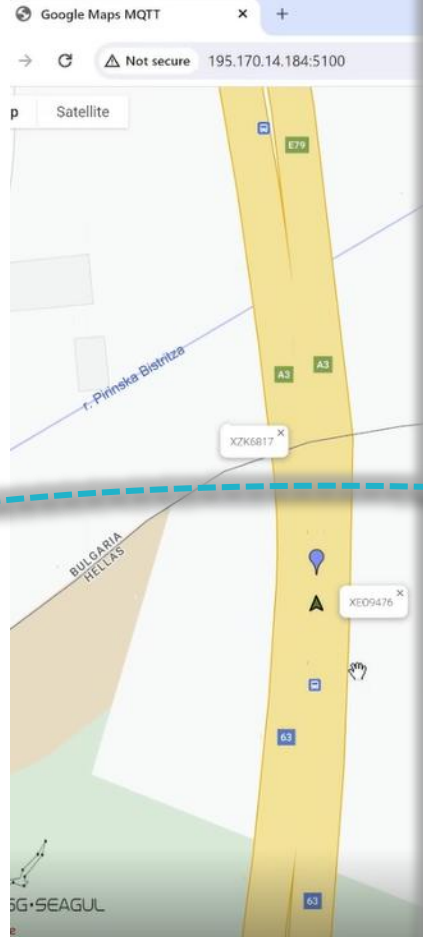 Google Maps MQTT
Not secure 195.170.14.184:5100
p Satellite
E79
r. Pirinska Bistritza
A3
A3
XZK6817
BULGARIA
HELLAS
XEO9476
63
5G-SEAGUL
63
e